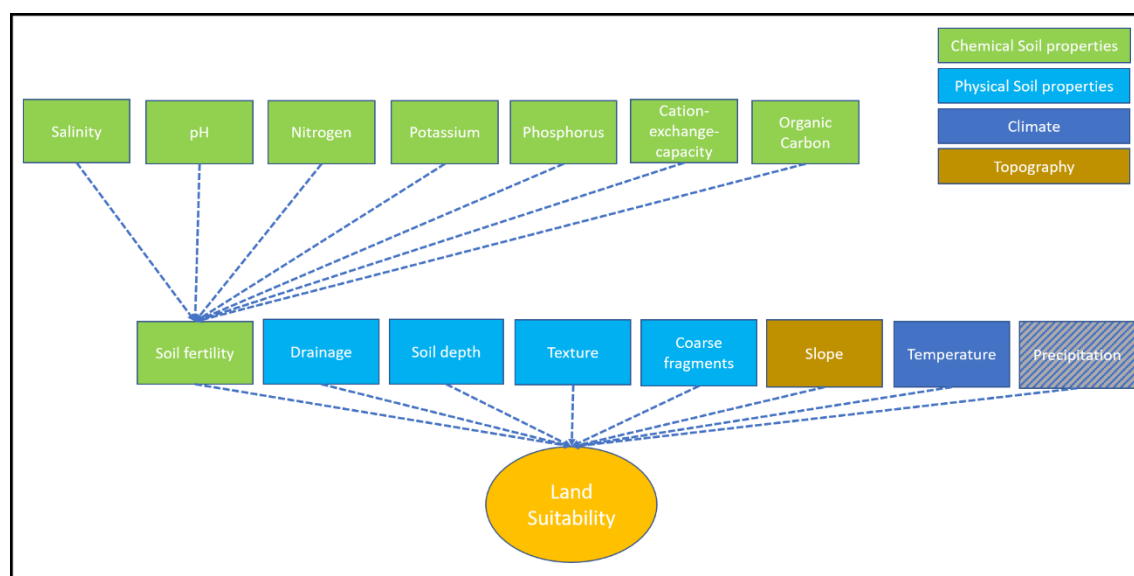 Chemical Soil properties
Physical Soil properties
Climate
Topography
Salinity
pH
Nitrogen
Potassium
Phosphorus
Cation-
exchange-
capacity
Organic
Carbon
Soil fertility
Drainage
Soil depth
Texture
Coarse
fragments
Slope
Temperature
Precipitation
Land
Suitability